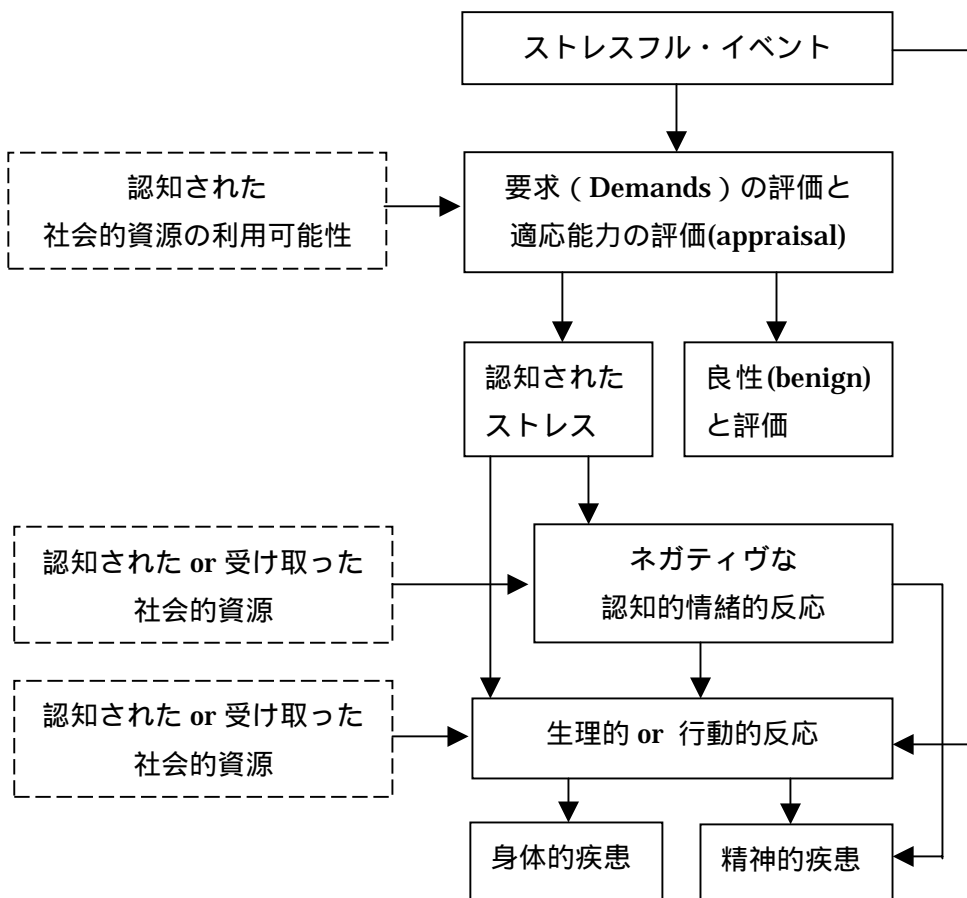 ストレスフル・イベント
認知された
社会的資源の利用可能性
要求（Demands）の評価と
適応能力の評価(appraisal)
認知された
ストレス
良性(benign)
と評価
認知された or 受け取った
社会的資源
ネガティヴな
認知的情緒的反応
認知された or 受け取った
社会的資源
生理的 or 行動的反応
身体的疾患
精神的疾患